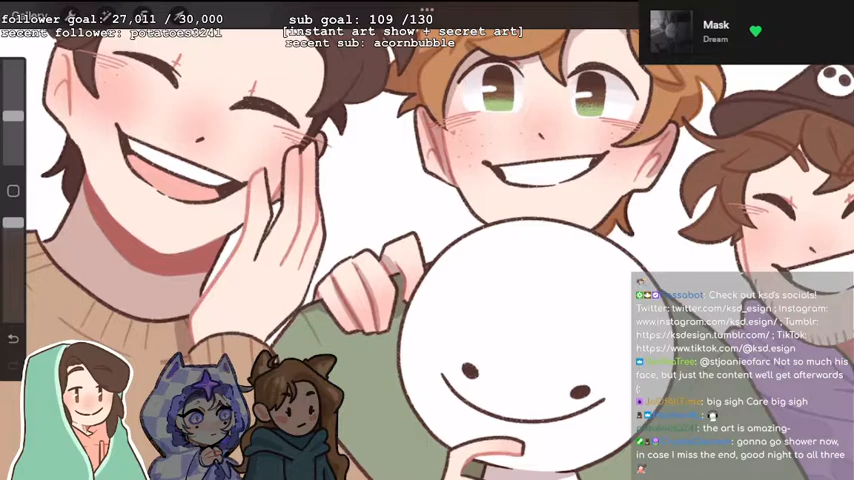 follower goal: 27,011 / 30,000
recent follower: potatoes3241
sub goal: 109 /130
[instant art show + secret art]
recent sub: acornbubble
Mask
Dream
Check out ksd's socials!
Twitter: twitter.com/ksd_esign ; Instagram:
www.instagram.com/ksd.esign/ ; Tumblr:
https://ksdesign.tumblr.com/ ; TikTok:
https://www.tiktok.com/@ksd.esign
@stjoanieofarc Not so much his
face, but just the content we'll get afterwards
(:
big sigh Care big sigh
: the art is amazing-
: gonna go shower now,
in case I miss the end, good night to all three